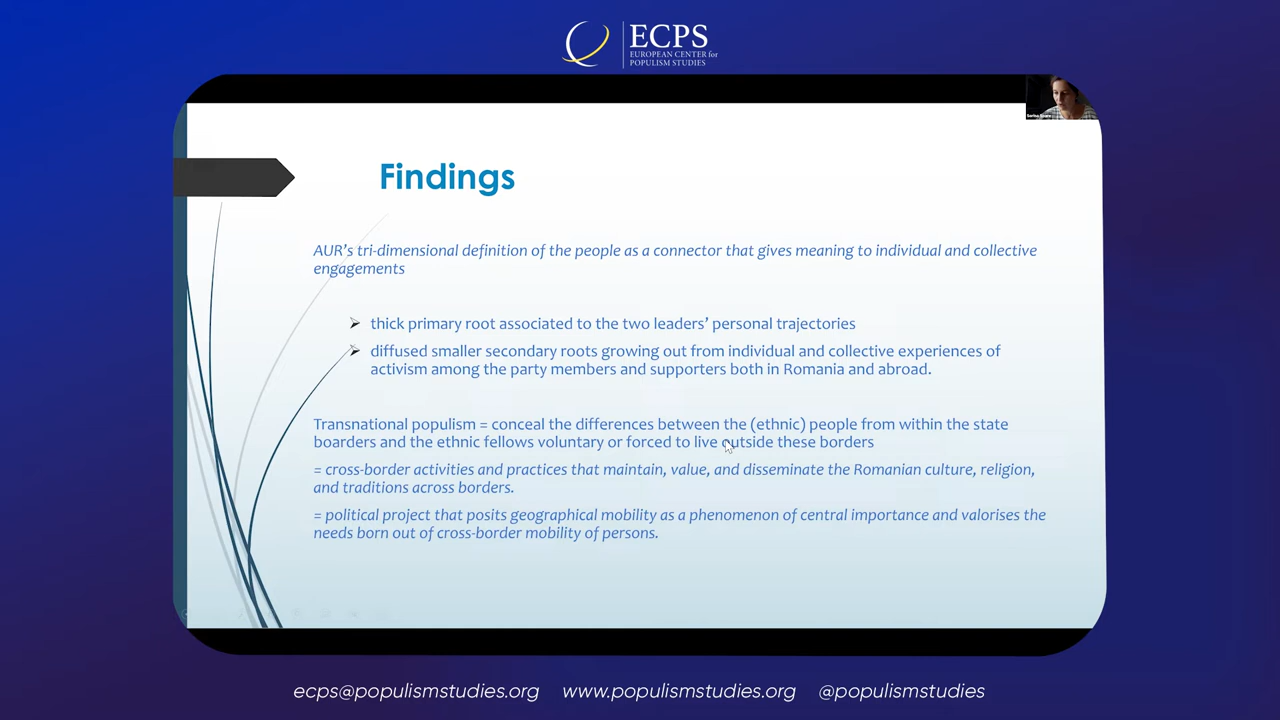 ECPS
EUROPEAN CENTER for
POPULISM STUDIES
Findings
AUR's tri-dimensional definition of the people as a connector that gives meaning to individual and collective
engagements
thick primary root associated to the two leaders' personal trajectories
diffused smaller secondary roots growing out from individual and collective experiences of
activism among the party members and supporters both in Romania and abroad.
Transnational populism = conceal the differences between the (ethnic) people from within the state
boarders and the ethnic fellows voluntary or forced to live outside these borders
= cross-border activities and practices that maintain, value, and disseminate the Romanian culture, religion,
and traditions across borders.
= political project that posits geographical mobility as a phenomenon of central importance and valorises the
needs born out of cross-border mobility of persons.
ecps@populismstudies.org www.populismstudies.org @populismstudies